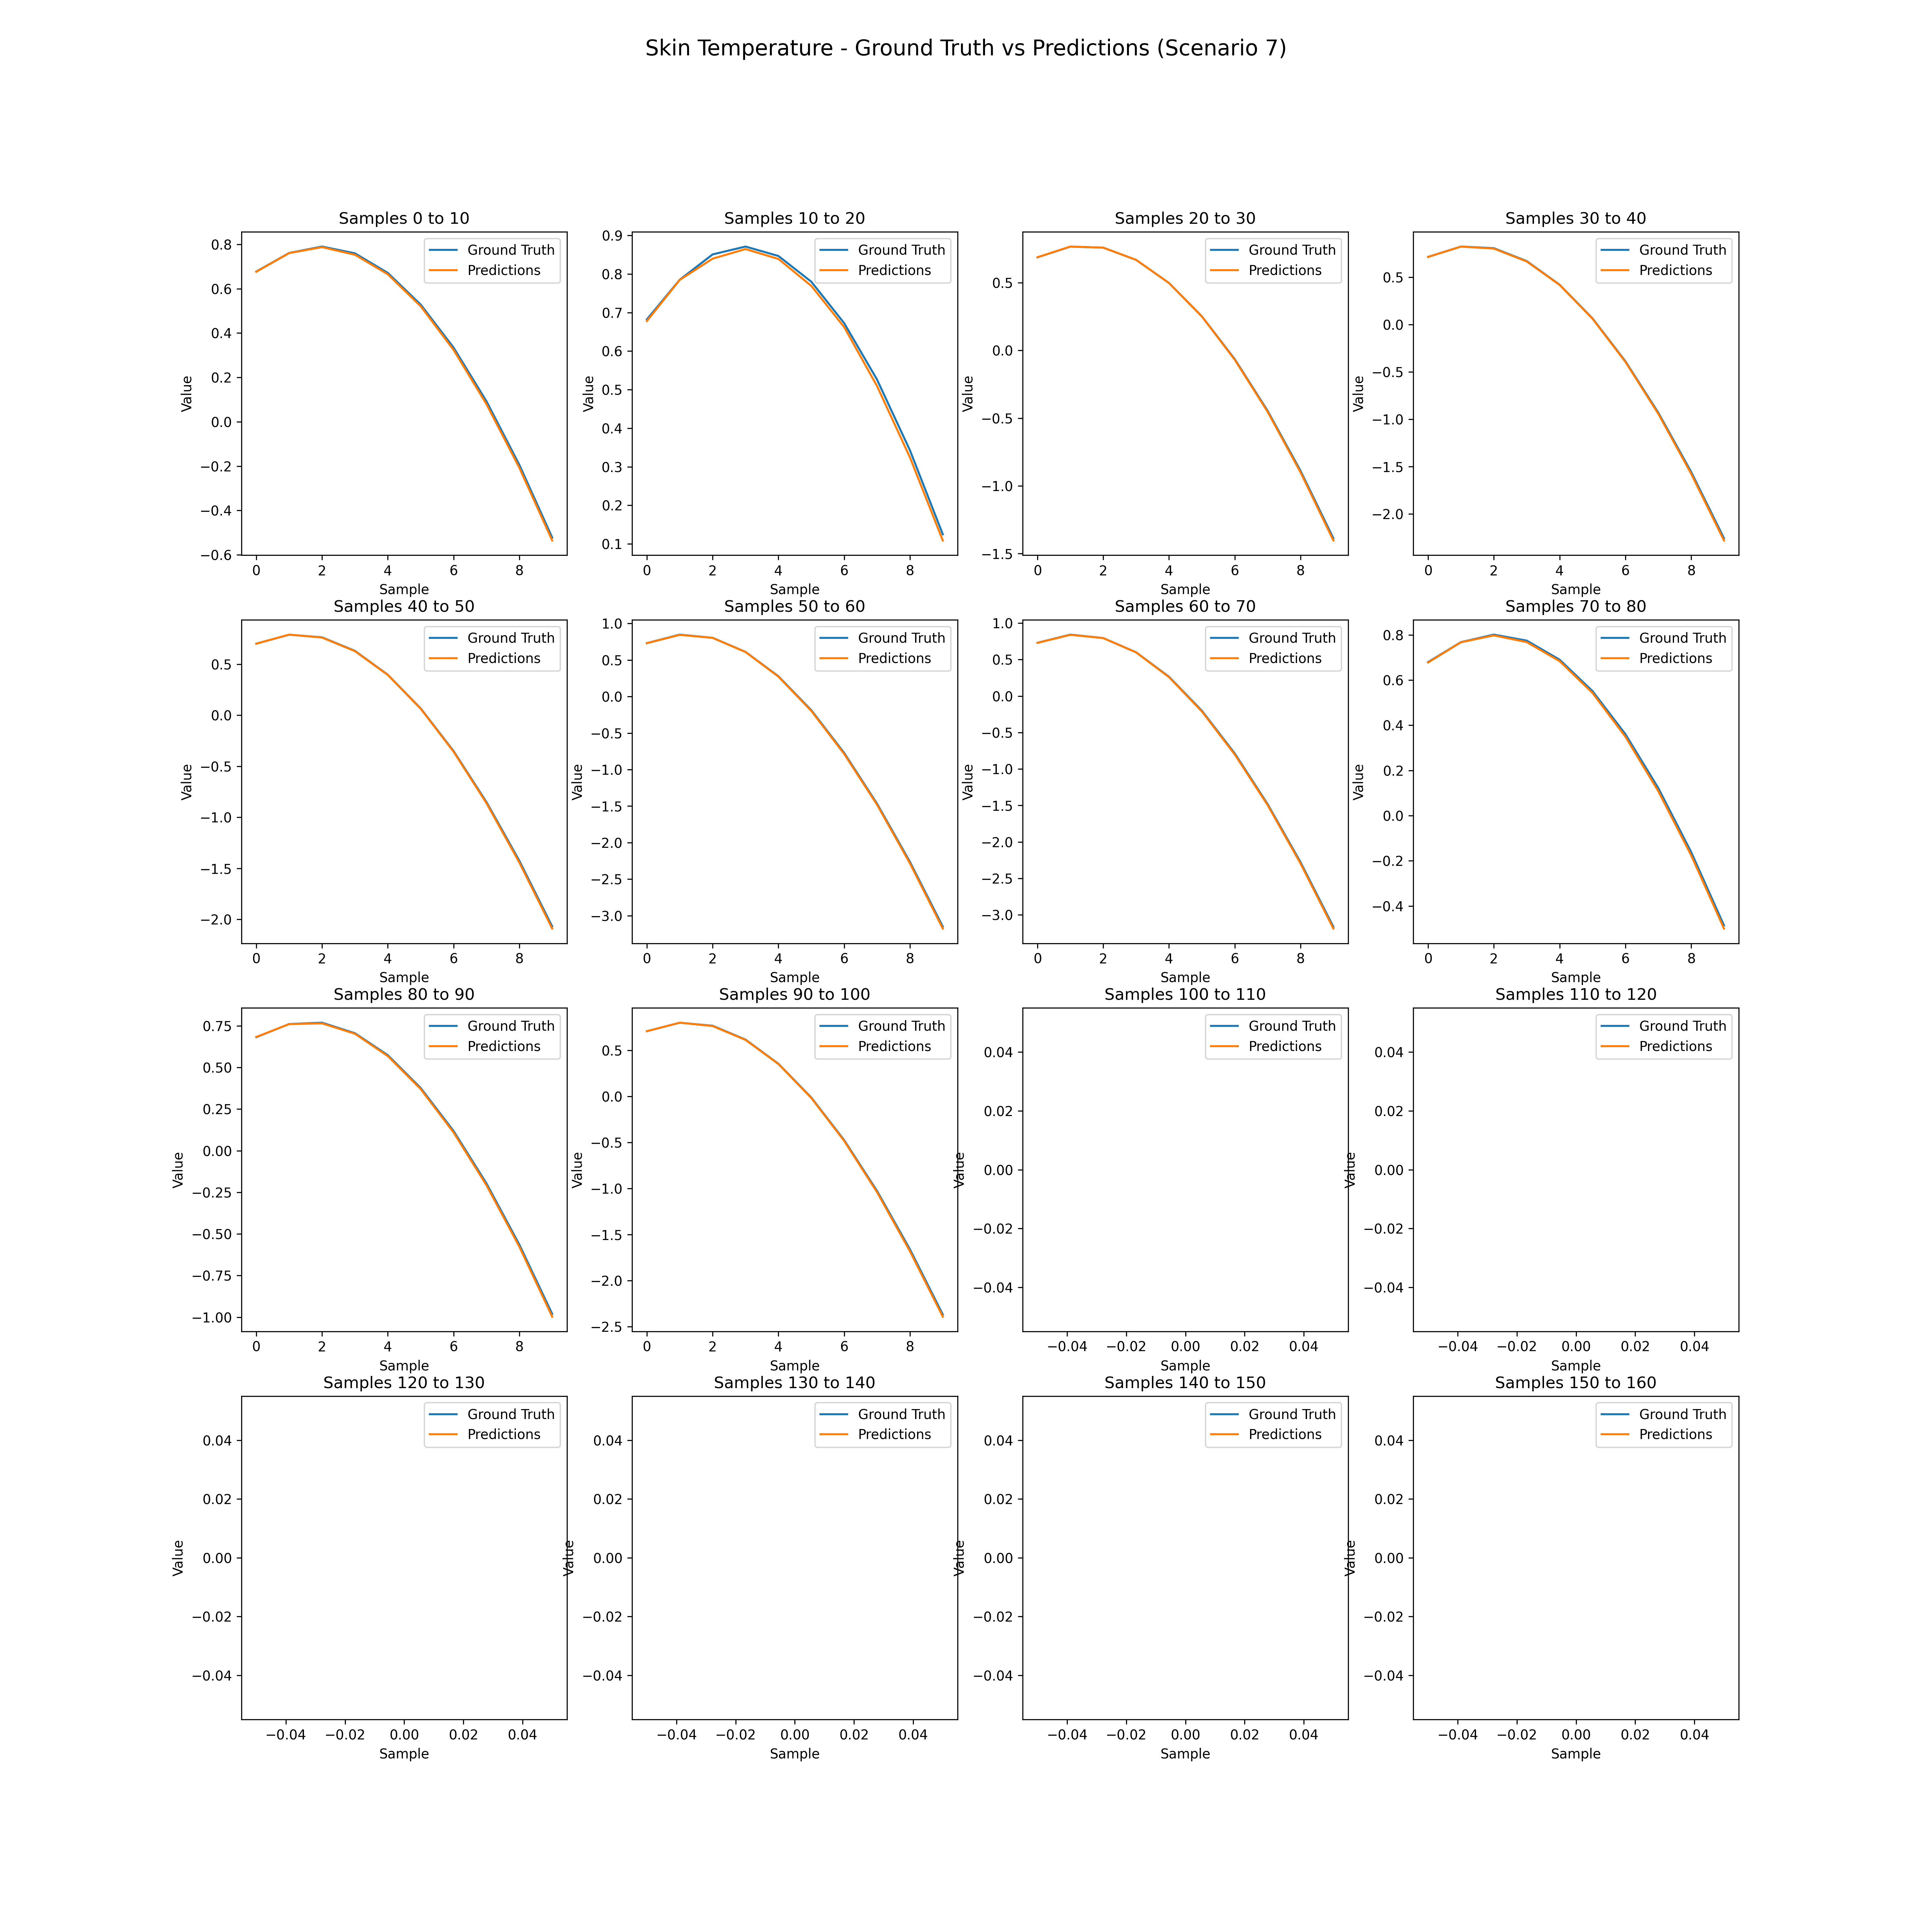 Skin Temperature - Ground Truth vs Predictions (Scenario 7)
Samples 0 to 10
Ground Truth
Predictions
Value
0.8
0.6
0.4
0.2
0.0
−0.2
−0.4
−0.6
0 2 4 6 8
Sample
Samples 10 to 20
Ground Truth
Predictions
Value
0.9
0.8
0.7
0.6
0.5
0.4
0.3
0.2
0.1
0 2 4 6 8
Sample
Samples 20 to 30
Ground Truth
Predictions
Value
0.5
0.0
−0.5
−1.0
−1.5
0 2 4 6 8
Sample
Samples 30 to 40
Ground Truth
Predictions
Value
0.5
0.0
−0.5
−1.0
−1.5
−2.0
0 2 4 6 8
Sample
Samples 40 to 50
Ground Truth
Predictions
Value
0.5
0.0
−0.5
−1.0
−1.5
−2.0
0 2 4 6 8
Sample
Samples 50 to 60
Ground Truth
Predictions
Value
1.0
0.5
0.0
−0.5
−1.0
−1.5
−2.0
−2.5
−3.0
0 2 4 6 8
Sample
Samples 60 to 70
Ground Truth
Predictions
Value
1.0
0.5
0.0
−0.5
−1.0
−1.5
−2.0
−2.5
−3.0
0 2 4 6 8
Sample
Samples 70 to 80
Ground Truth
Predictions
Value
0.8
0.6
0.4
0.2
0.0
−0.2
−0.4
0 2 4 6 8
Sample
Samples 80 to 90
Ground Truth
Predictions
Value
0.75
0.50
0.25
0.00
−0.25
−0.50
−0.75
−1.00
0 2 4 6 8
Sample
Samples 90 to 100
Ground Truth
Predictions
Value
0.5
0.0
−0.5
−1.0
−1.5
−2.0
−2.5
0 2 4 6 8
Sample
Samples 100 to 110
Ground Truth
Predictions
Value
0.04
0.02
0.00
−0.02
−0.04
−0.04 −0.02 0.00 0.02 0.04
Sample
Samples 110 to 120
Ground Truth
Predictions
Value
0.04
0.02
0.00
−0.02
−0.04
−0.04 −0.02 0.00 0.02 0.04
Sample
Samples 120 to 130
Ground Truth
Predictions
Value
0.04
0.02
0.00
−0.02
−0.04
−0.04 −0.02 0.00 0.02 0.04
Sample
Samples 130 to 140
Ground Truth
Predictions
Value
0.04
0.02
0.00
−0.02
−0.04
−0.04 −0.02 0.00 0.02 0.04
Sample
Samples 140 to 150
Ground Truth
Predictions
Value
0.04
0.02
0.00
−0.02
−0.04
−0.04 −0.02 0.00 0.02 0.04
Sample
Samples 150 to 160
Ground Truth
Predictions
Value
0.04
0.02
0.00
−0.02
−0.04
−0.04 −0.02 0.00 0.02 0.04
Sample